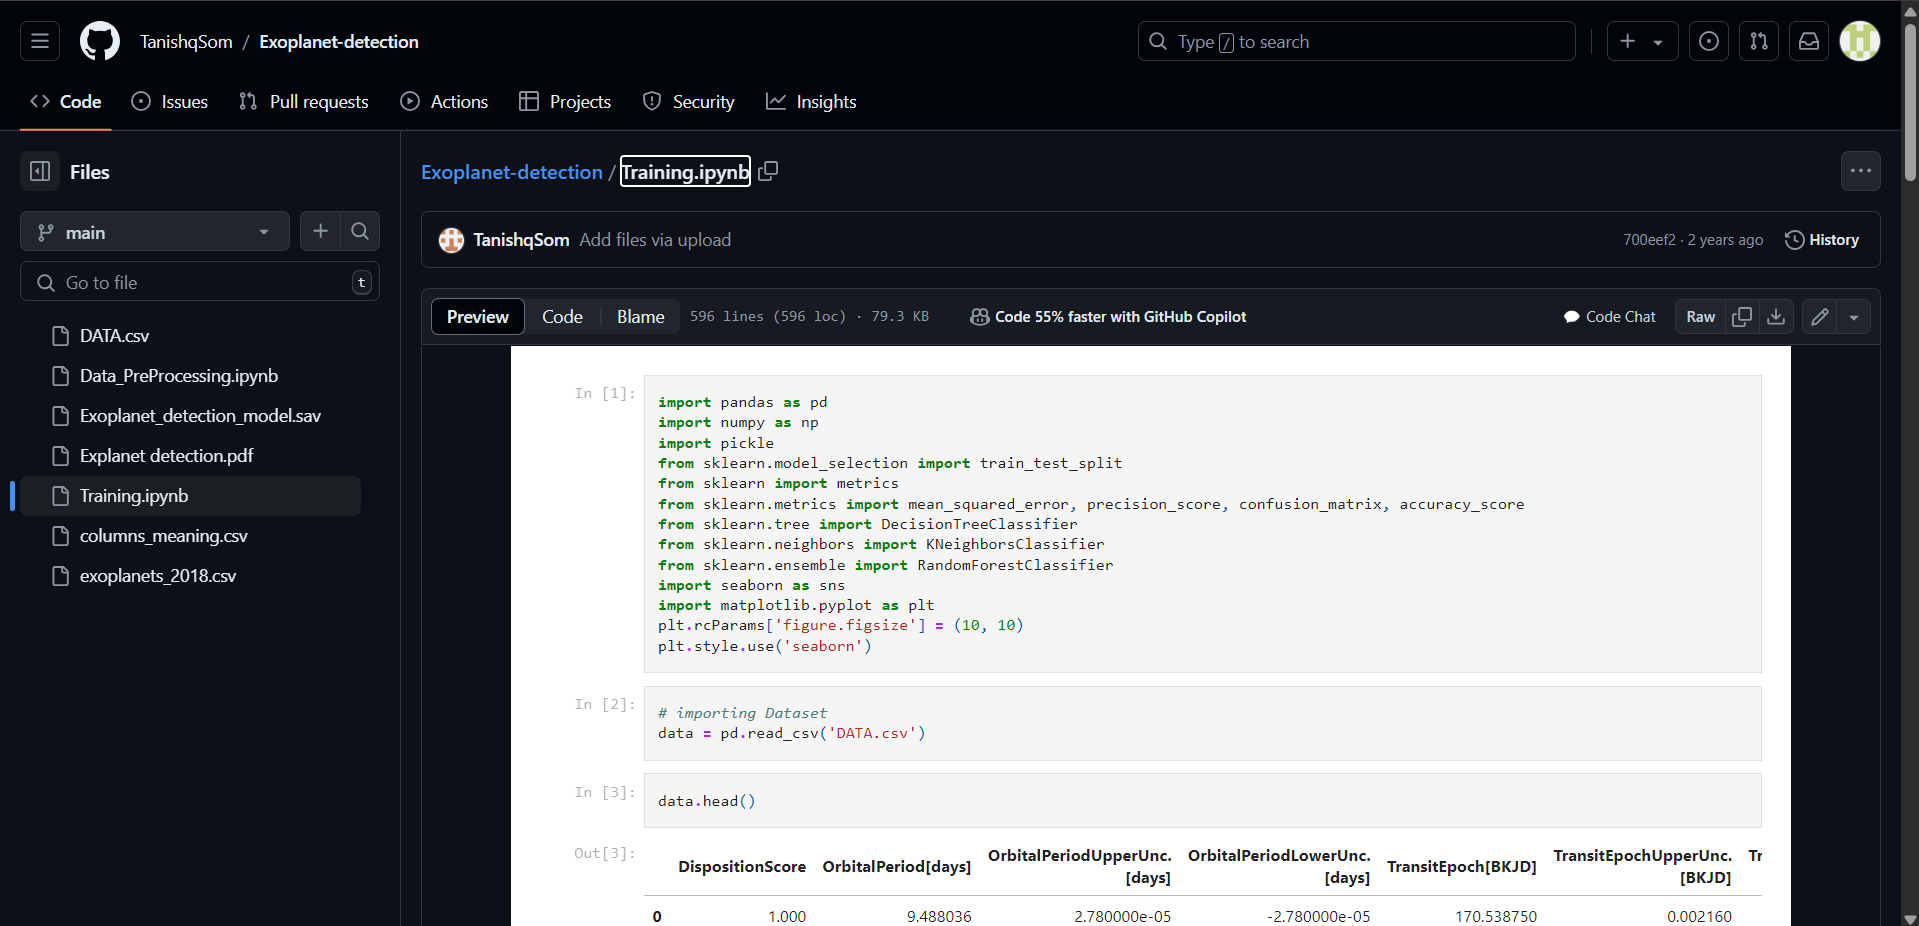 TanishqSom / Exoplanet-detection
Type / to search
Code
Issues
Pull requests
Actions
Projects
Security
Insights
Files
main
Go to file
t
DATA.csv
Data_PreProcessing.ipynb
Exoplanet_detection_model.sav
Explanet detection.pdf
Training.ipynb
columns_meaning.csv
exoplanets_2018.csv
Exoplanet-detection / Training.ipynb
TanishqSom Add files via upload
700eef2 · 2 years ago
History
Preview
Code
Blame
596 lines (596 loc) · 79.3 KB
Code 55% faster with GitHub Copilot
Code Chat
Raw
In [1]:
import pandas as pd
import numpy as np
import pickle
from sklearn.model_selection import train_test_split
from sklearn import metrics
from sklearn.metrics import mean_squared_error, precision_score, confusion_matrix, accuracy_score
from sklearn.tree import DecisionTreeClassifier
from sklearn.neighbors import KNeighborsClassifier
from sklearn.ensemble import RandomForestClassifier
import seaborn as sns
import matplotlib.pyplot as plt
plt.rcParams['figure.figsize'] = (10, 10)
plt.style.use('seaborn')
In [2]:
# importing Dataset
data = pd.read_csv('DATA.csv')
In [3]:
data.head()
Out[3]:
DispositionScore OrbitalPeriod[days] OrbitalPeriodUpperUnc.[days] OrbitalPeriodLowerUnc.[days] TransitEpoch[BKJD] TransitEpochUpperUnc.[BKJD] Tr
0 1.000 9.488036 2.780000e-05 -2.780000e-05 170.538750 0.002160